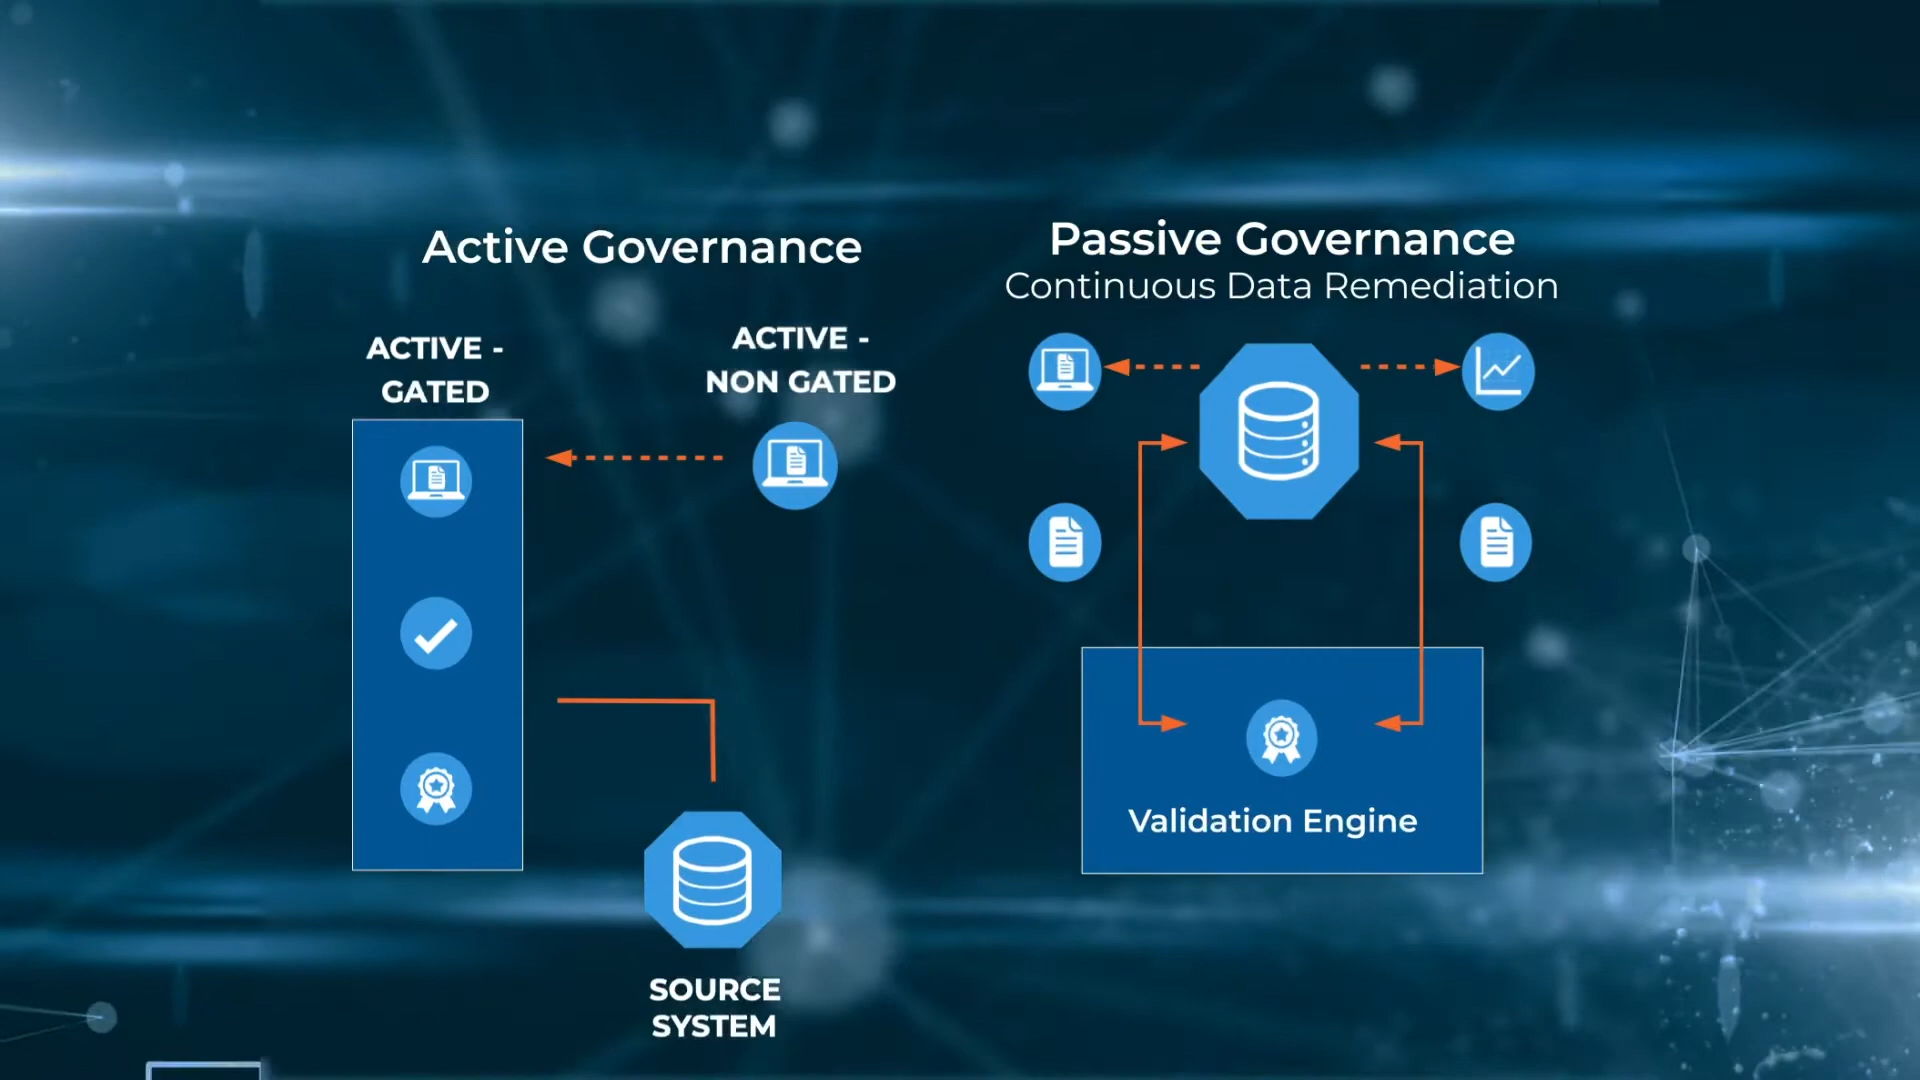 Active Governance
ACTIVE -
GATED
ACTIVE -
NON GATED
SOURCE
SYSTEM
Passive Governance
Continuous Data Remediation
Validation Engine